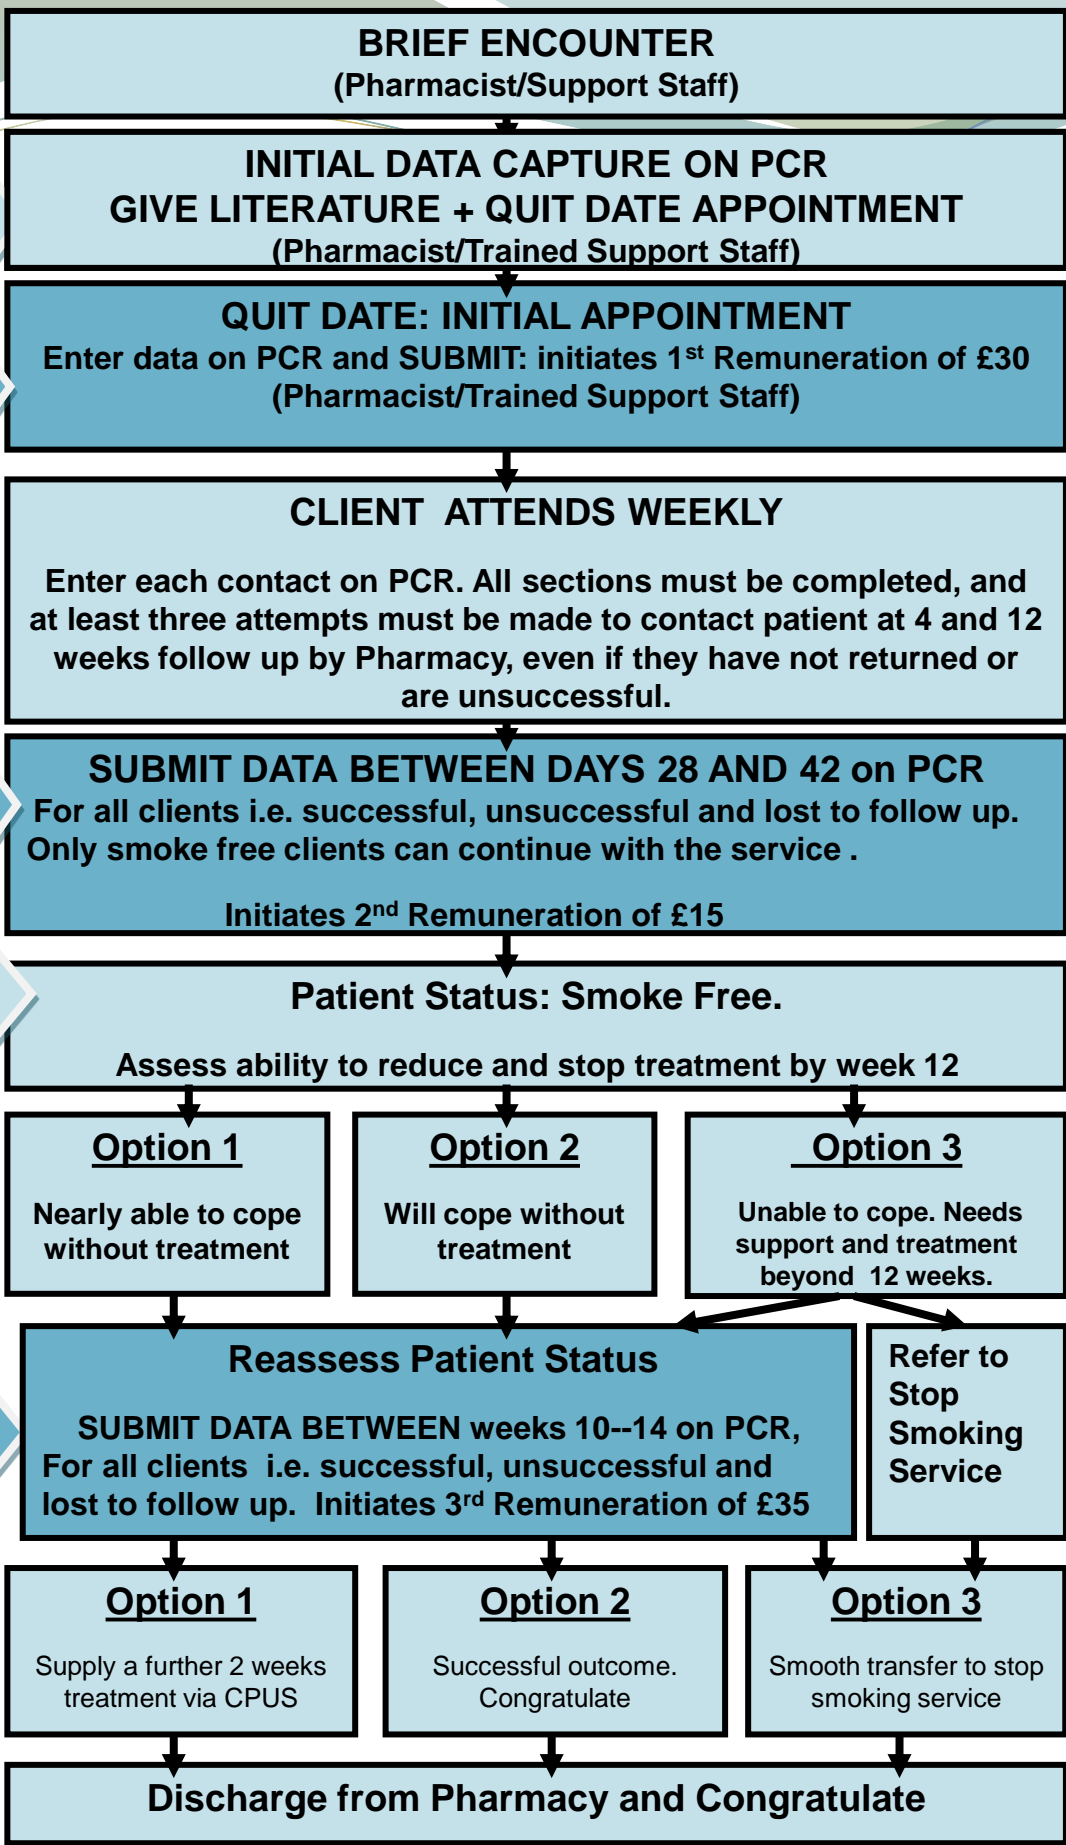 BRIEF ENCOUNTER
(Pharmacist/Support Staff)
INITIAL DATA CAPTURE ON PCR
GIVE LITERATURE + QUIT DATE APPOINTMENT
(Pharmacist/Trained Support Staff)
QUIT DATE: INITIAL APPOINTMENT
Enter data on PCR and SUBMIT: initiates 1st Remuneration of £30
(Pharmacist/Trained Support Staff)
CLIENT ATTENDS WEEKLY
Enter each contact on PCR. All sections must be completed, and
at least three attempts must be made to contact patient at 4 and 12
weeks follow up by Pharmacy, even if they have not returned or
are unsuccessful.
SUBMIT DATA BETWEEN DAYS 28 AND 42 on PCR
For all clients i.e. successful, unsuccessful and lost to follow up.
Only smoke free clients can continue with the service .
Initiates 2nd Remuneration of £15
Patient Status: Smoke Free.
Assess ability to reduce and stop treatment by week 12
Option 1
Nearly able to cope
without treatment
Option 2
Will cope without
treatment
Option 3
Unable to cope. Needs
support and treatment
beyond 12 weeks.
Reassess Patient Status
SUBMIT DATA BETWEEN weeks 10--14 on PCR,
For all clients i.e. successful, unsuccessful and
lost to follow up. Initiates 3rd Remuneration of £35
Refer to
Stop
Smoking
Service
Option 1
Supply a further 2 weeks
treatment via CPUS
Option 2
Successful outcome.
Congratulate
Option 3
Smooth transfer to stop
smoking service
Discharge from Pharmacy and Congratulate